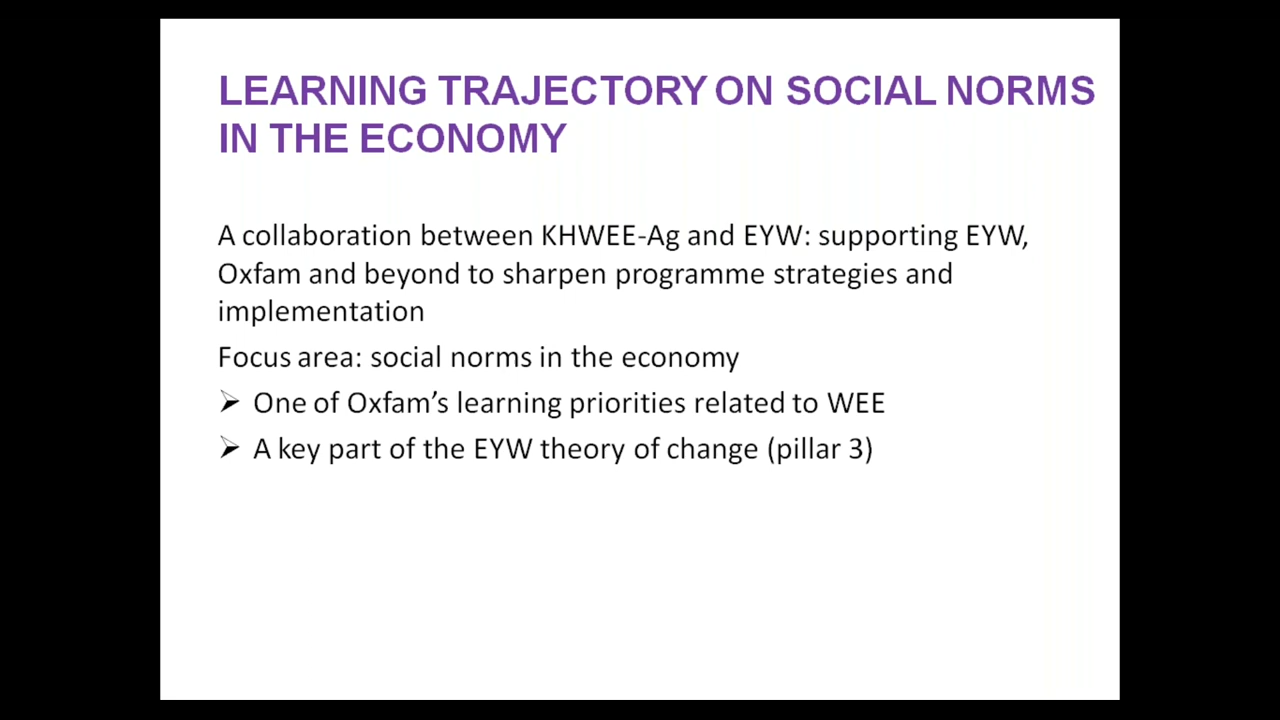 LEARNING TRAJECTORY ON SOCIAL NORMS
IN THE ECONOMY
A collaboration between KHWEE-Ag and EYW: supporting EYW,
Oxfam and beyond to sharpen programme strategies and
implementation
Focus area: social norms in the economy
➢ One of Oxfam’s learning priorities related to WEE
➢ A key part of the EYW theory of change (pillar 3)